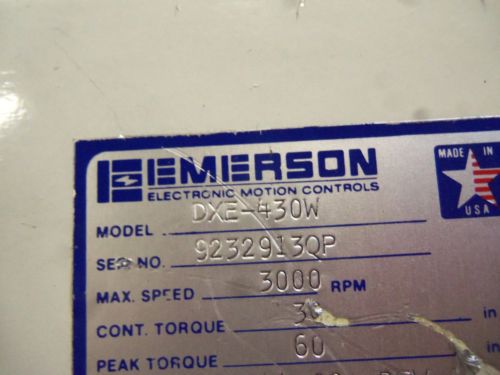 EMERSON
ELECTRONIC MOTION CONTROLS
MADE IN
USA
MODEL DXE-430W
SER. NO. 9232913QP
MAX. SPEED 3000 RPM
CONT. TORQUE in
PEAK TORQUE 60 in